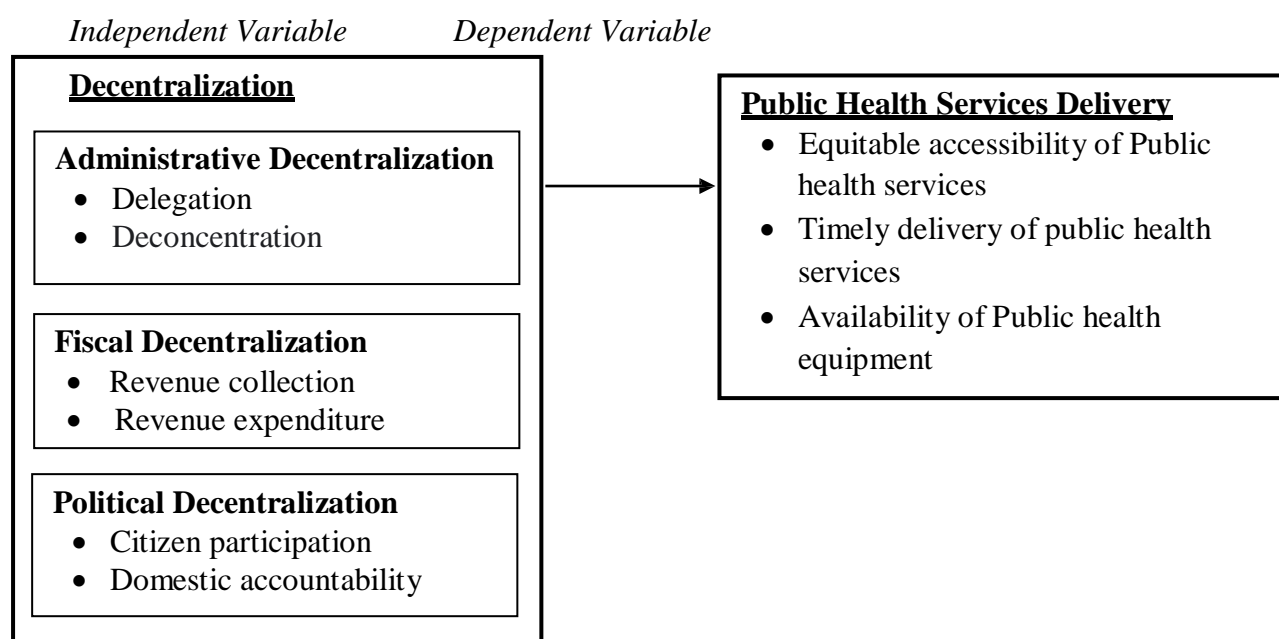 Independent Variable Dependent Variable
Decentralization
Administrative Decentralization
• Delegation
• Deconcentration
Fiscal Decentralization
• Revenue collection
• Revenue expenditure
Political Decentralization
• Citizen participation
• Domestic accountability
Public Health Services Delivery
• Equitable accessibility of Public
health services
• Timely delivery of public health
services
• Availability of Public health
equipment